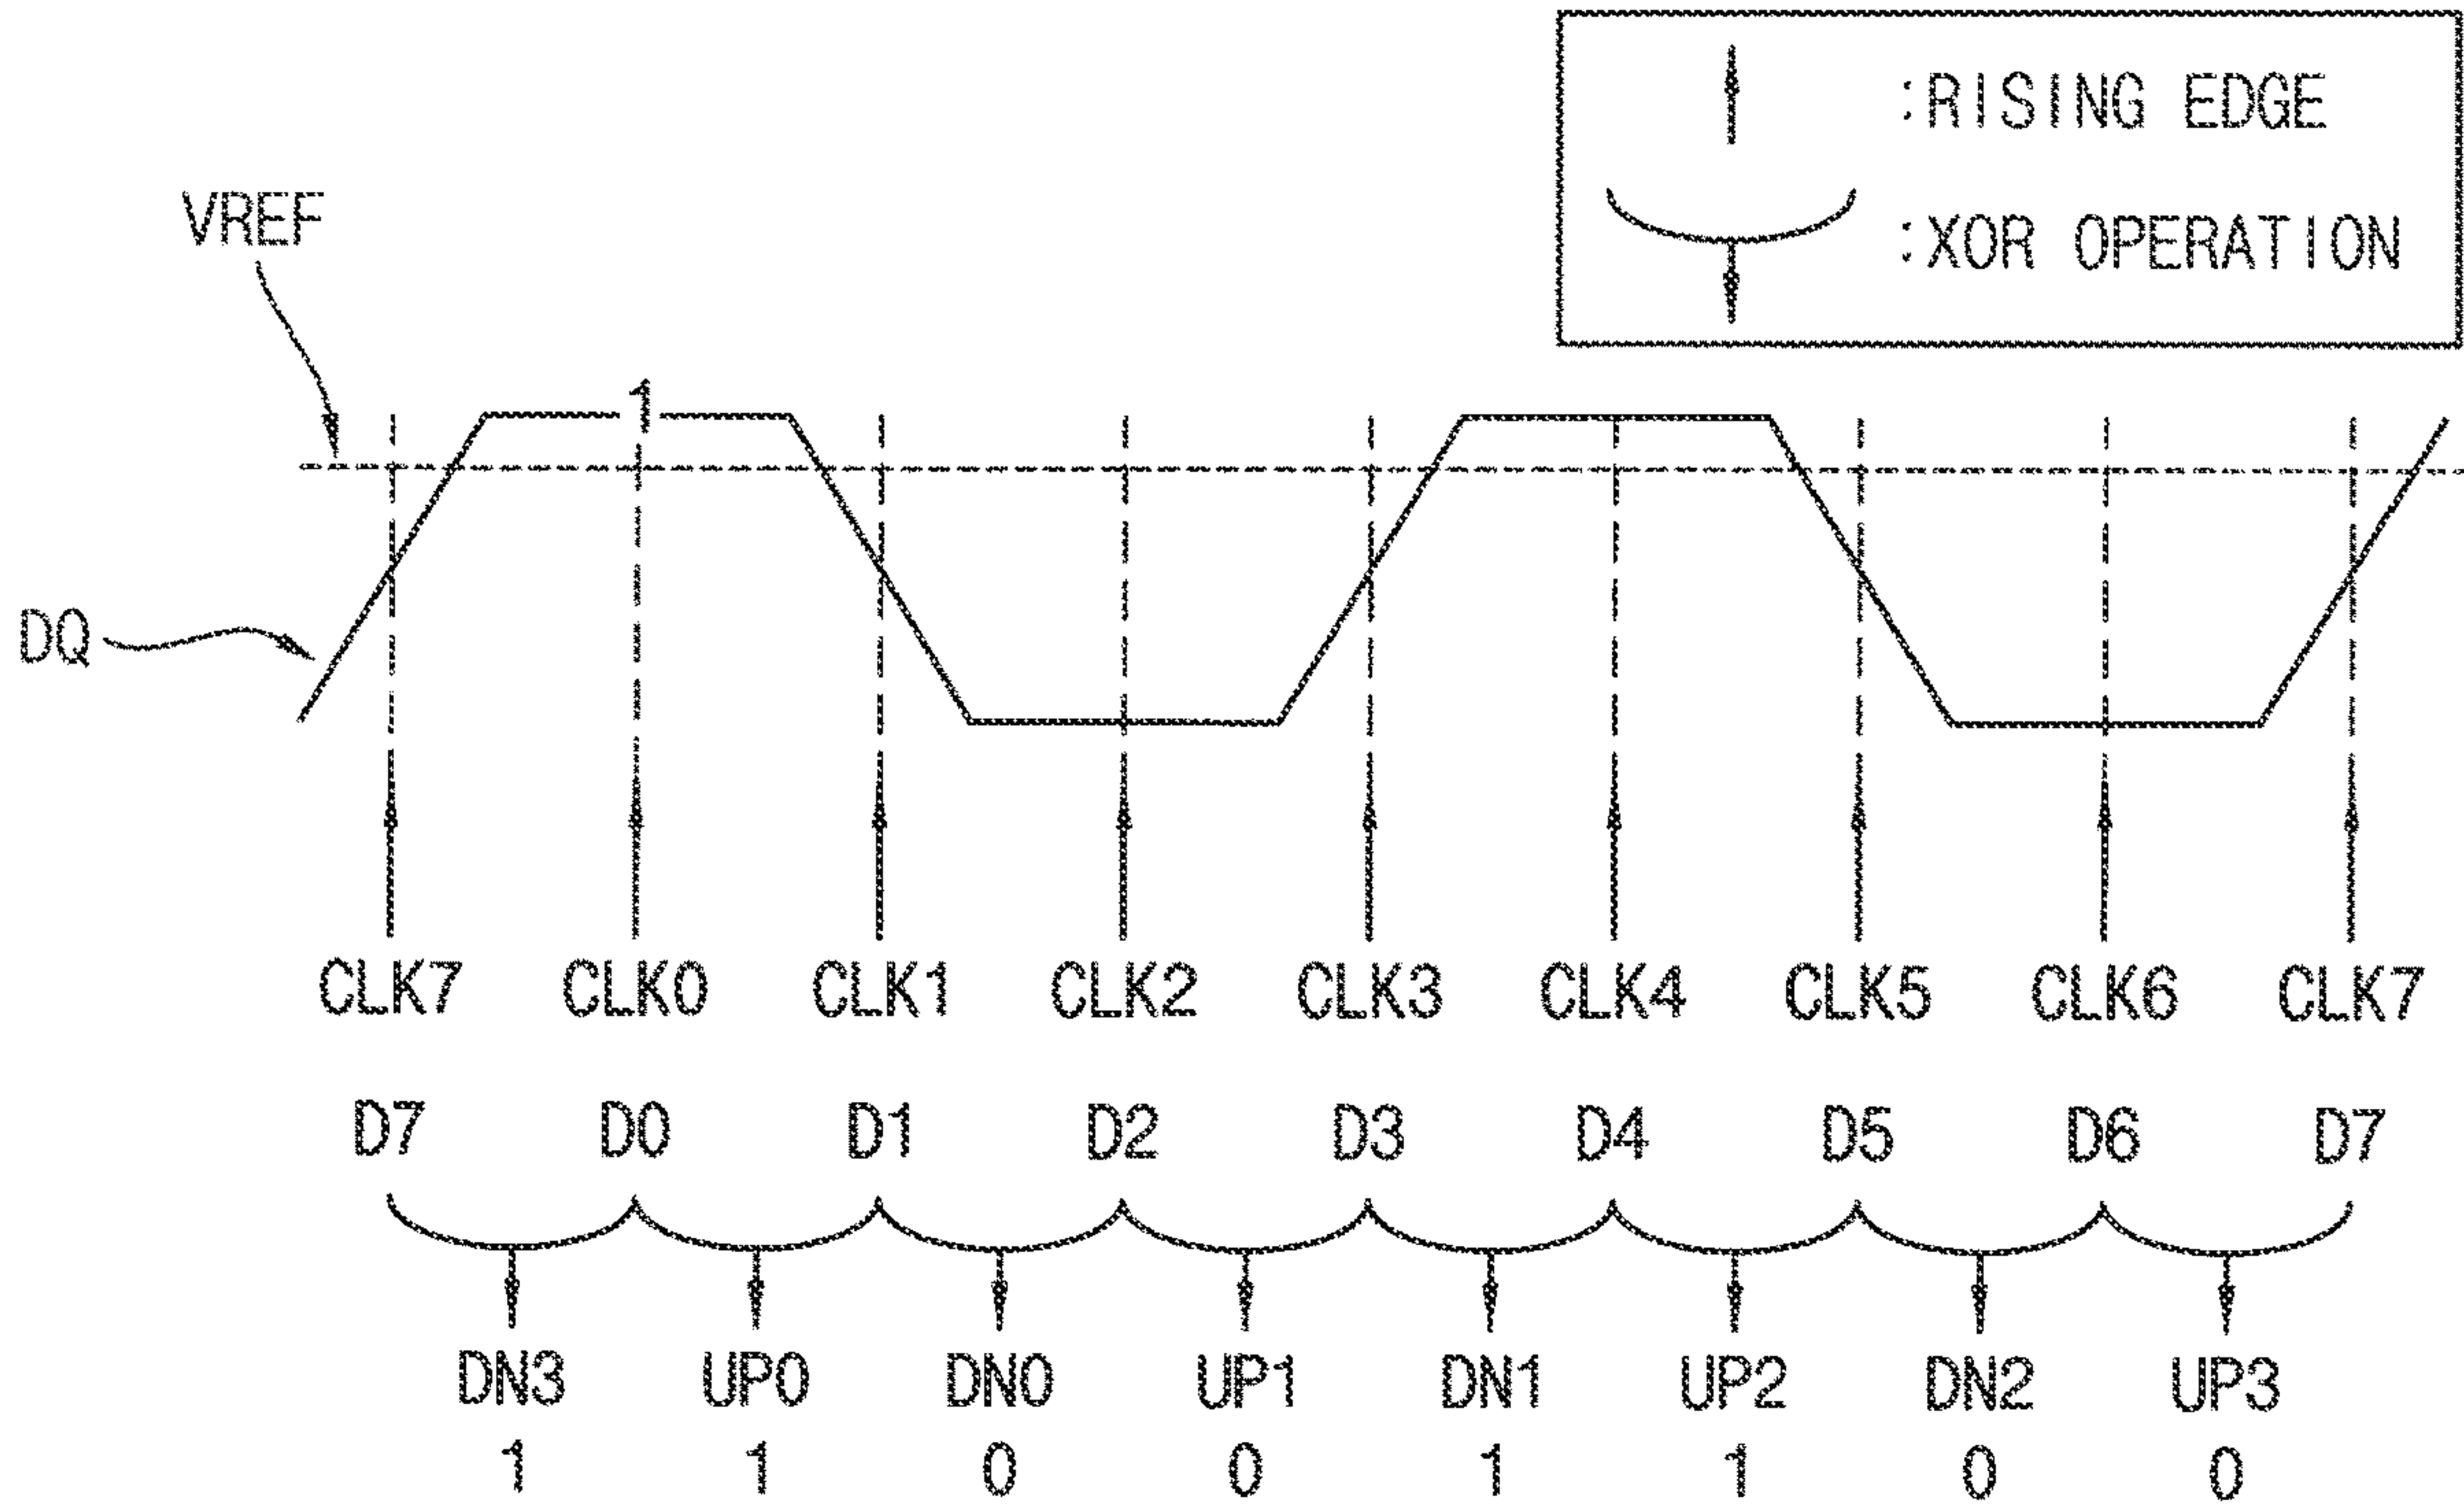 :RISING EDGE
:XOR OPERATION
VREF
1
DQ
CLK7 CLK0 CLK1 CLK2 CLK3 CLK4 CLK5 CLK6 CLK7
D7 D0 D1 D2 D3 D4 D5 D6 D7
DN3 UP0 DN0 UP1 DN1 UP2 DN2 UP3
1 1 0 0 1 1 0 0